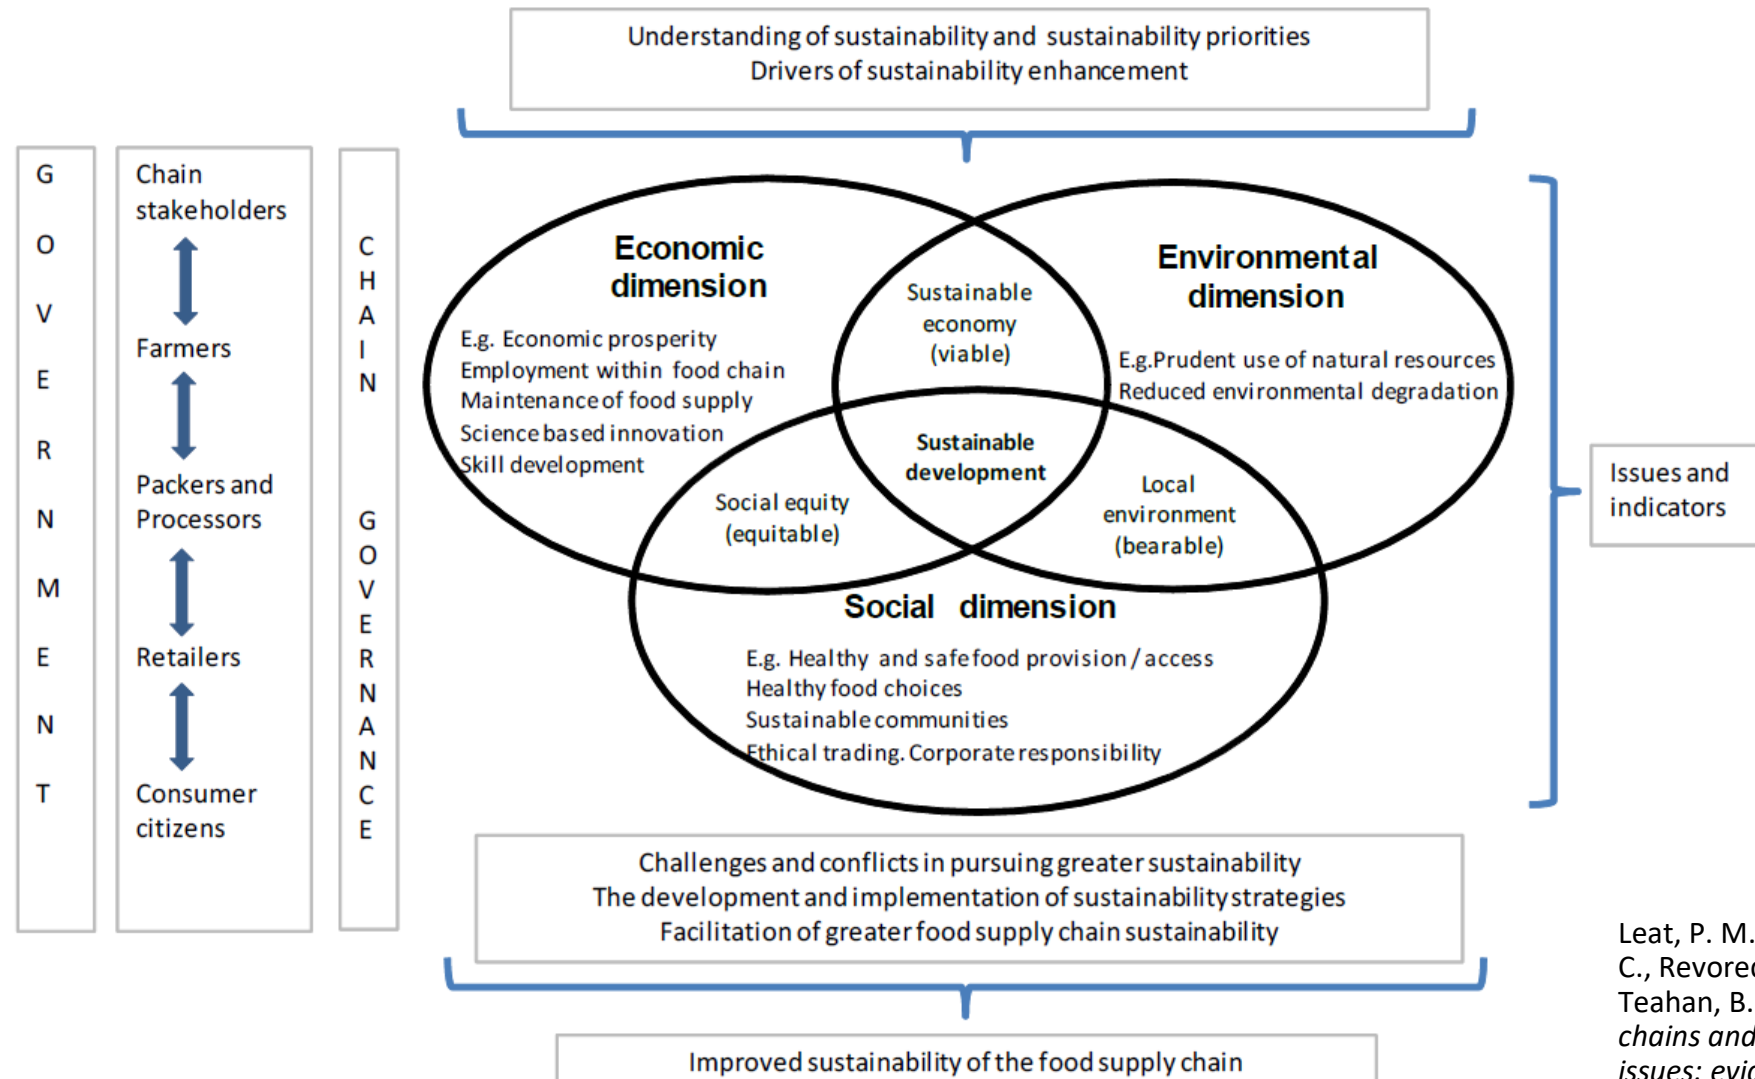 Understanding of sustainability and sustainability priorities
Drivers of sustainability enhancement
GOVERNMENT
Chain
stakeholders
Farmers
Packers and
Processors
Retailers
Consumer
citizens
CHAIN GOVERNANCE
Economic
dimension
E.g. Economic prosperity
Employment within food chain
Maintenance of food supply
Science based innovation
Skill development
Sustainable
economy
(viable)
Environmental
dimension
E.g.Prudent use of natural resources
Reduced environmental degradation
Sustainable
development
Social equity
(equitable)
Local
environment
(bearable)
Social dimension
E.g. Healthy and safe food provision / access
Healthy food choices
Sustainable communities
Ethical trading. Corporate responsibility
Issues and
indicators
Challenges and conflicts in pursuing greater sustainability
The development and implementation of sustainability strategies
Facilitation of greater food supply chain sustainability
Improved sustainability of the food supply chain
Leat, P. M.
C.,
Teahan, B.
chains and
issues: